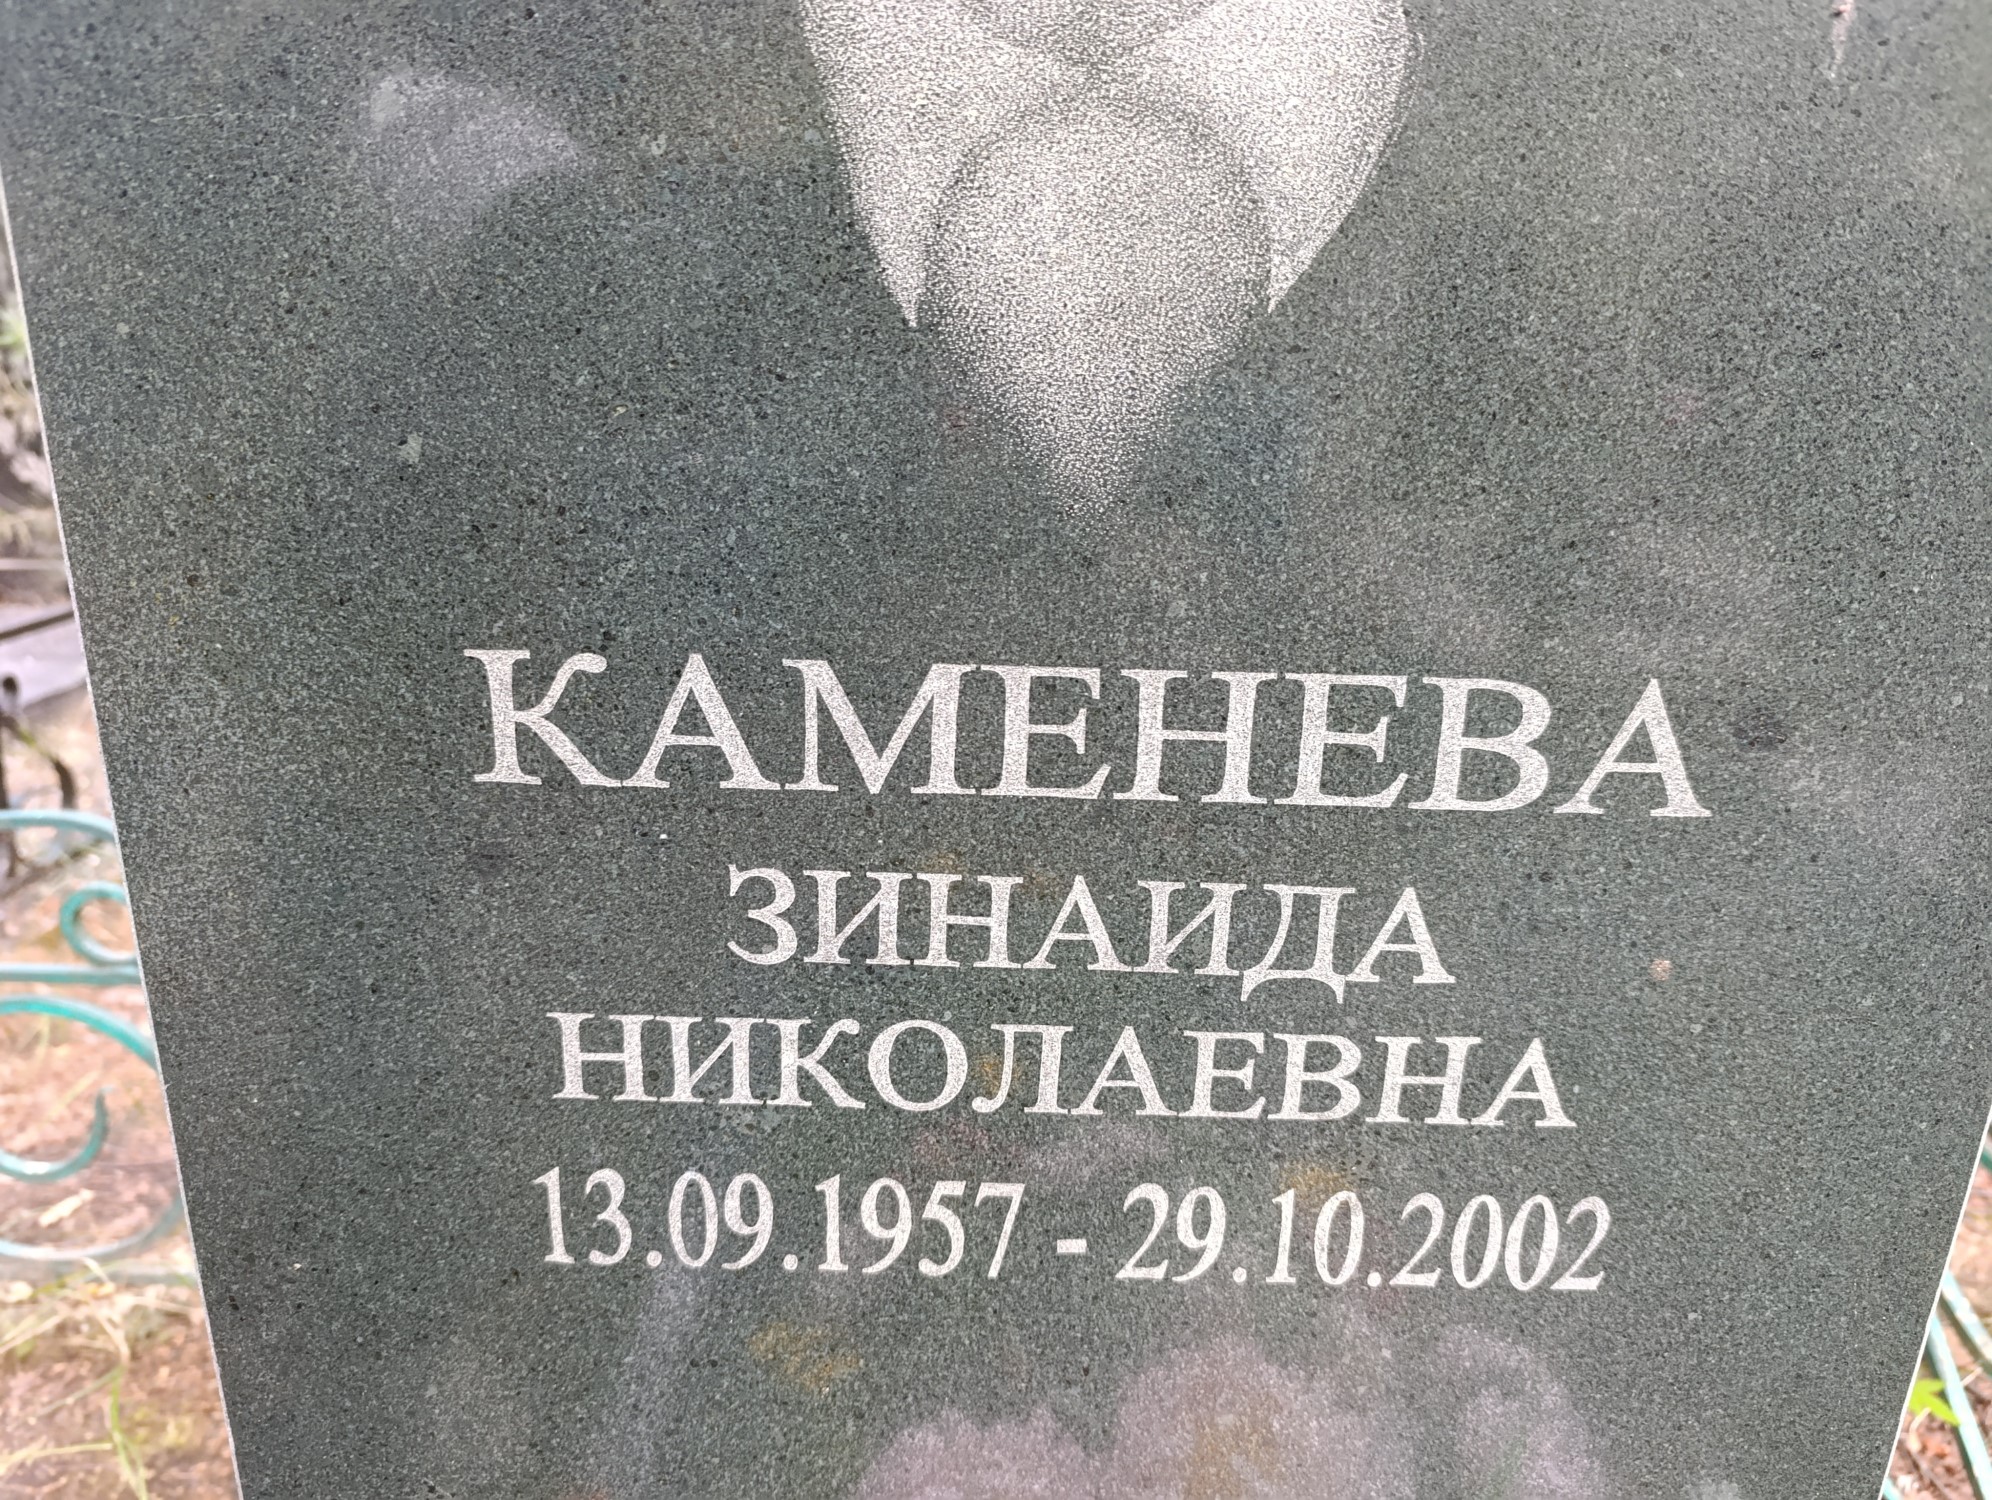 КАМЕНЕВА
ЗИНАИДА
НИКОЛАЕВНА
13.09.1957 - 29.10.2002